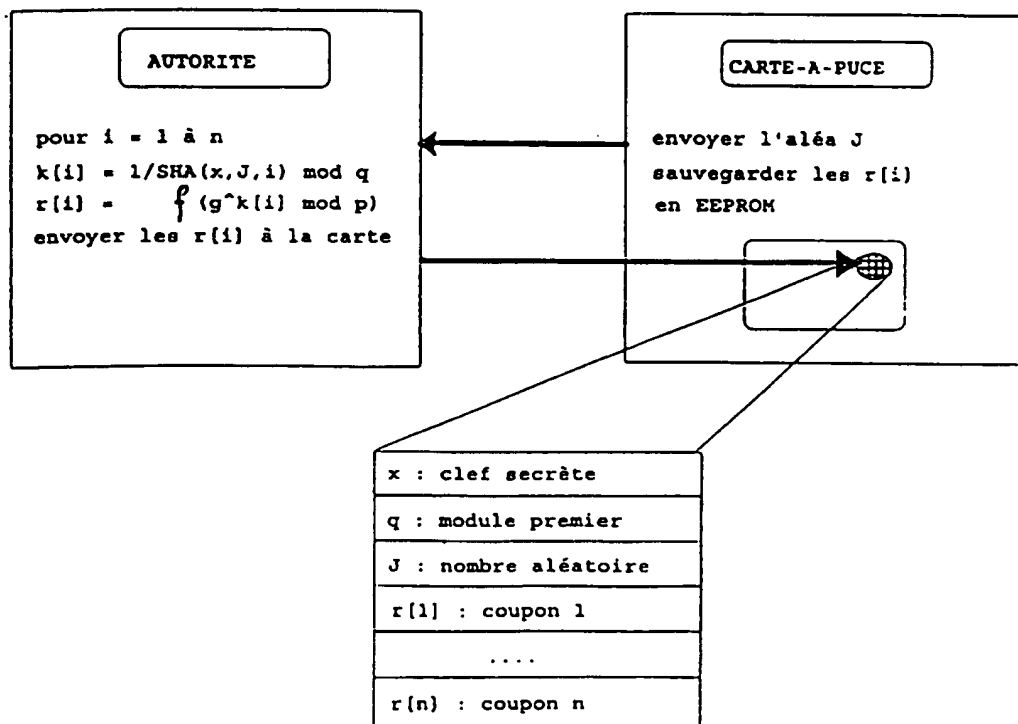 AUTORITE
pour i = 1 à n
k[i] = 1/SHA(x,J,i) mod q
r[i] = f (g^k[i] mod p)
envoyer les r[i] à la carte
CARTE-A-PUCE
envoyer l'aléa J
sauvegarder les r[i]
en EEPROM
x : clef secrète
q : module premier
J : nombre aléatoire
r[1] : coupon 1
....
r[n] : coupon n